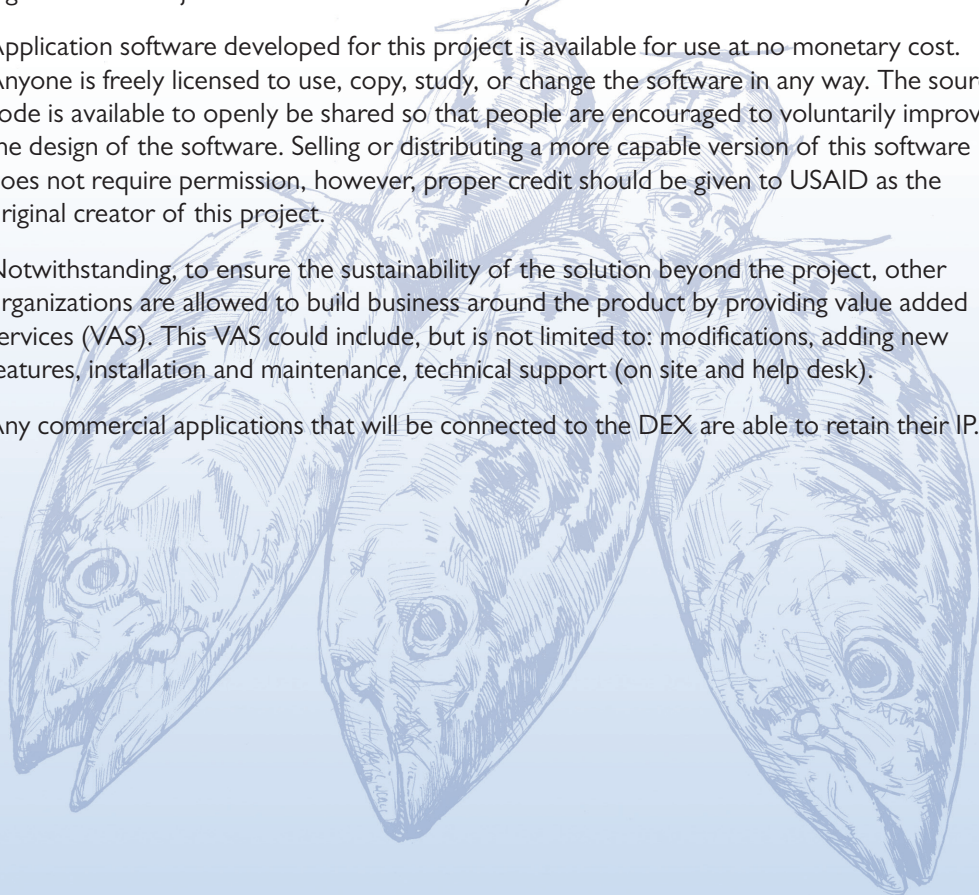 Application software developed for this project is available for use at no monetary cost.
Anyone is freely licensed to use, copy, study, or change the software in any way. The sour
ode is available to openly be shared so that people are encouraged to voluntarily improv
he design of the software. Selling or distributing a more capable version of this software
oes not require permission, however, proper credit should be given to USAID as the
riginal creator of this project.
Notwithstanding, to ensure the sustainability of the solution beyond the project, other
rganizations are allowed to build business around the product by providing value added
ervices (VAS). This VAS could include, but is not limited to: modifications, adding new
eatures, installation and maintenance, technical support (on site and help desk).
Any commercial applications that will be connected to the DEX are able to retain their IP.